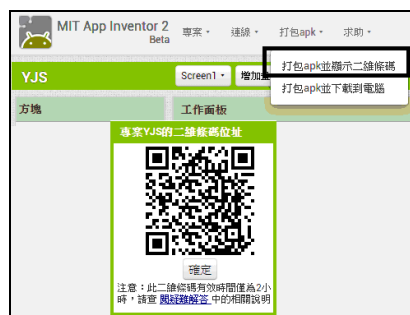 MIT App Inventor 2
Beta
專案 連線 打包apk 求助
YJS
Screen1 增加
打包apk並顯示二維條碼
打包apk並下載到電腦
方塊 工作面板
專案YJS的二維條碼位址
確定
注意：此二維條碼有效時間僅為2小
時，請查 閱疑難解答 中的相關說明